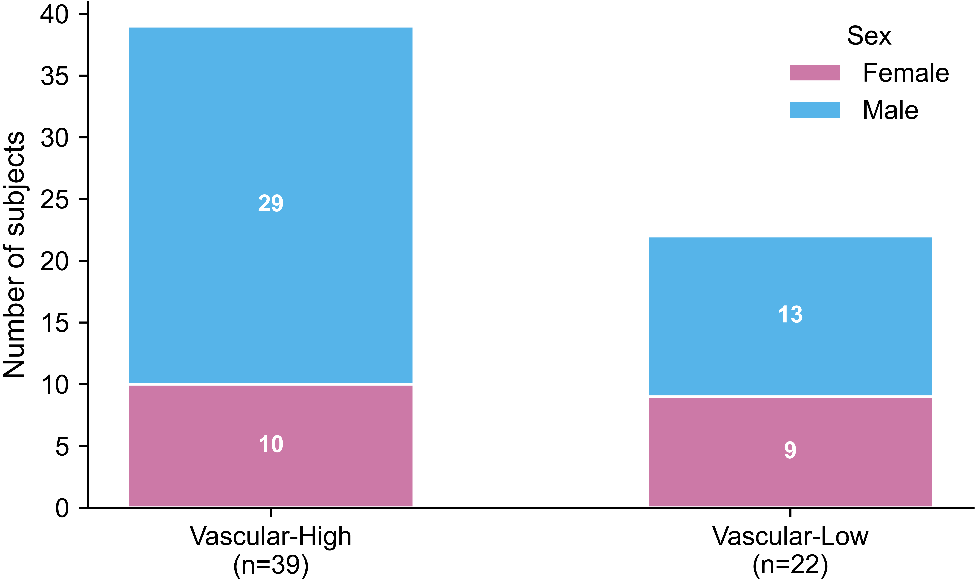 Number of subjects
40
35
30
25
20
15
10
5
0
Sex
Female
Male
29
10
13
9
Vascular-High
(n=39)
Vascular-Low
(n=22)